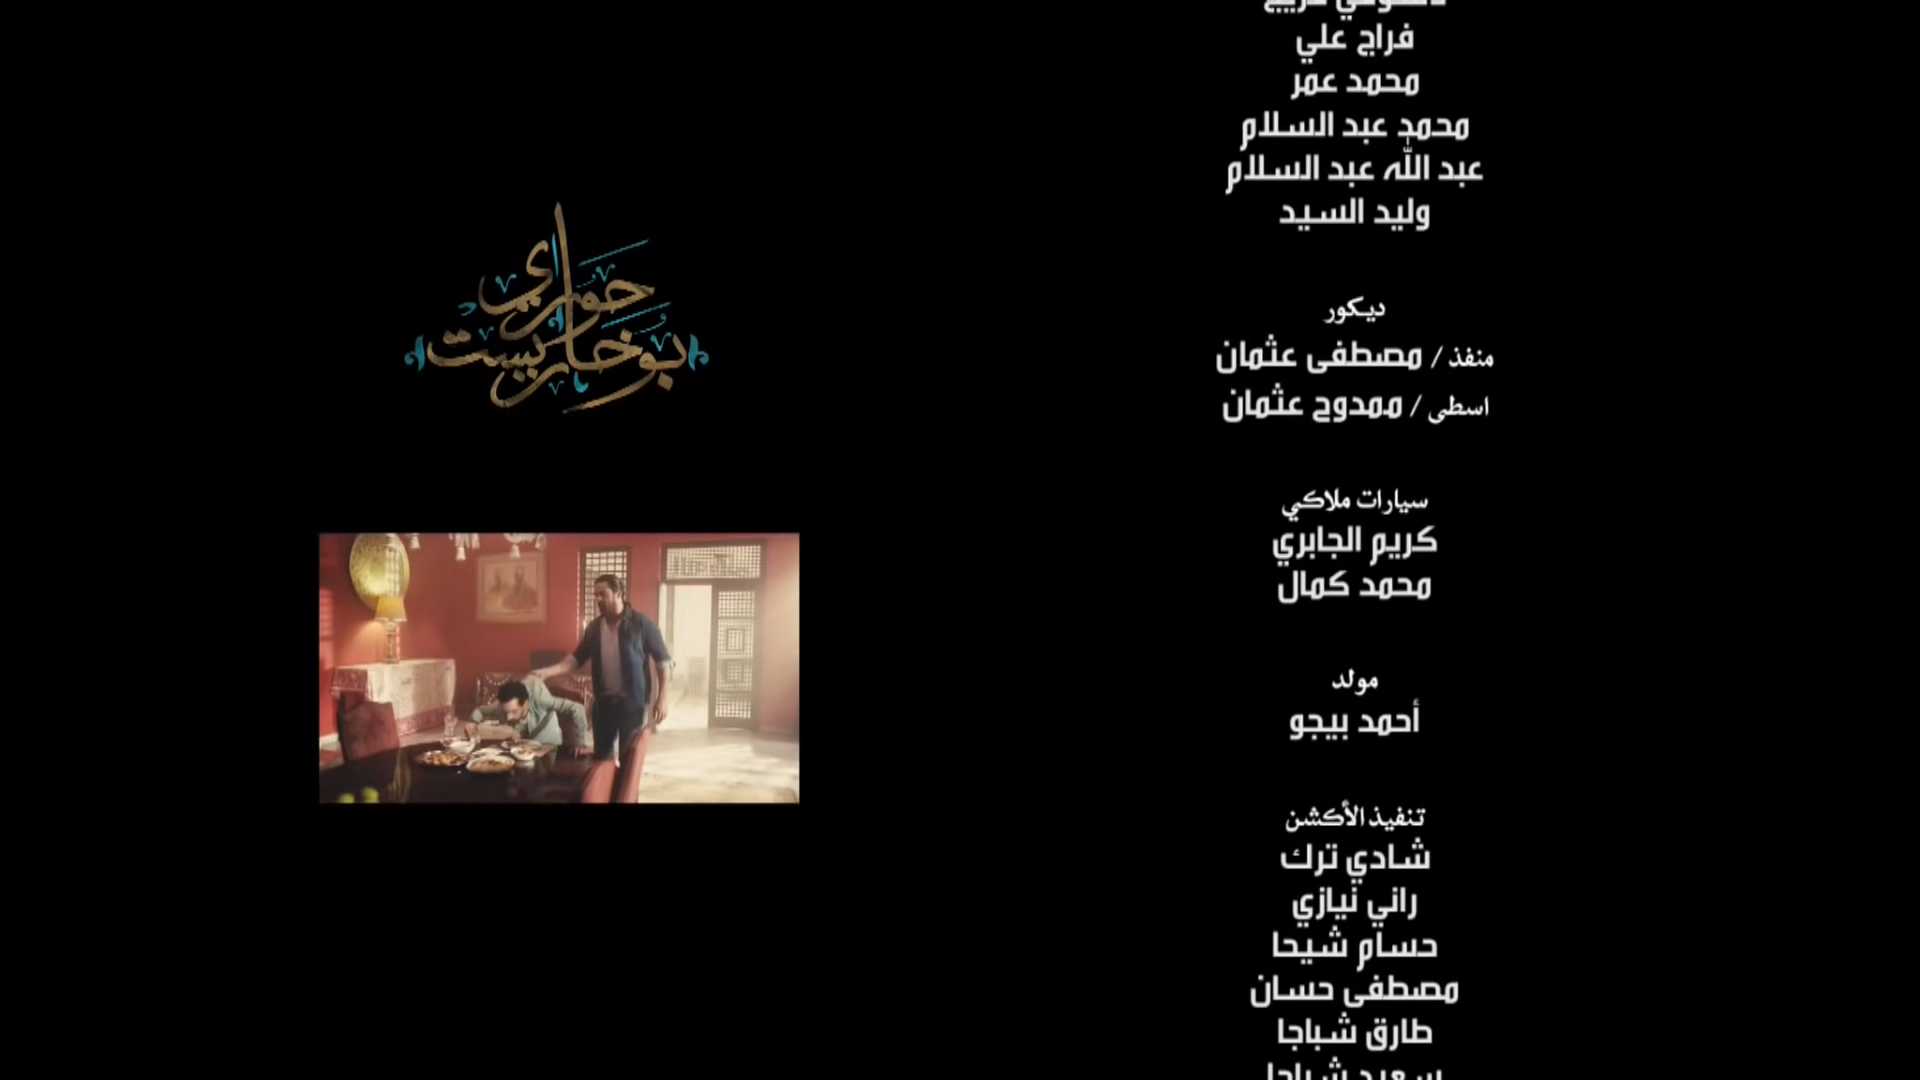 حواري
بوخارست
فراج علي
محمد عمر
محمد عبد السلام
عبد الله عبد السلام
وليد السيد
ديكور
منفذ / مصطفى عثمان
اسطى / ممدوح عثمان
سيارات ملاكي
كريم الجابري
محمد كمال
مولد
أحمد بيجو
تنفيذ الأكشن
شادي ترك
راني نيازي
حسام شيحا
مصطفى حسان
طارق شباجا